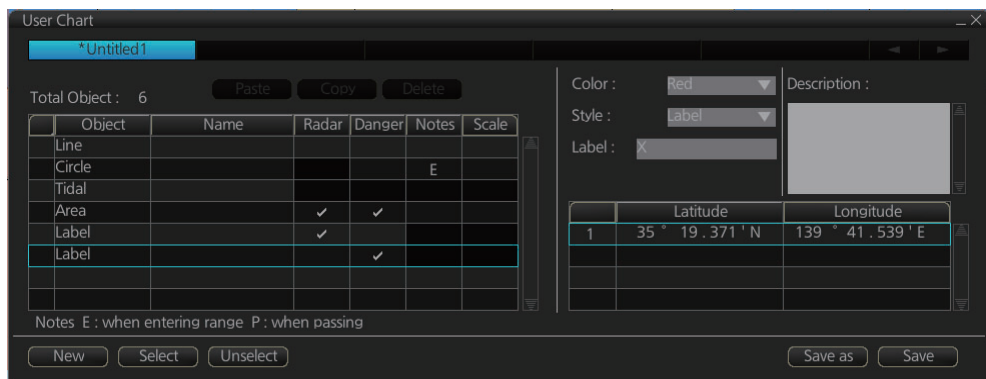 User Chart
*Untitled1
Total Object : 6
Paste Copy Delete
Object Name Radar Danger Notes Scale
Line
Circle E
Tidal
Area ✓ ✓
Label ✓
Label ✓
Notes E : when entering range P : when passing
New Select Unselect
Color : Red
Style : Label
Label : X
Description :
Latitude Longitude
1 35 ° 19 . 371 ' N 139 ° 41 . 539 ' E
Save as Save